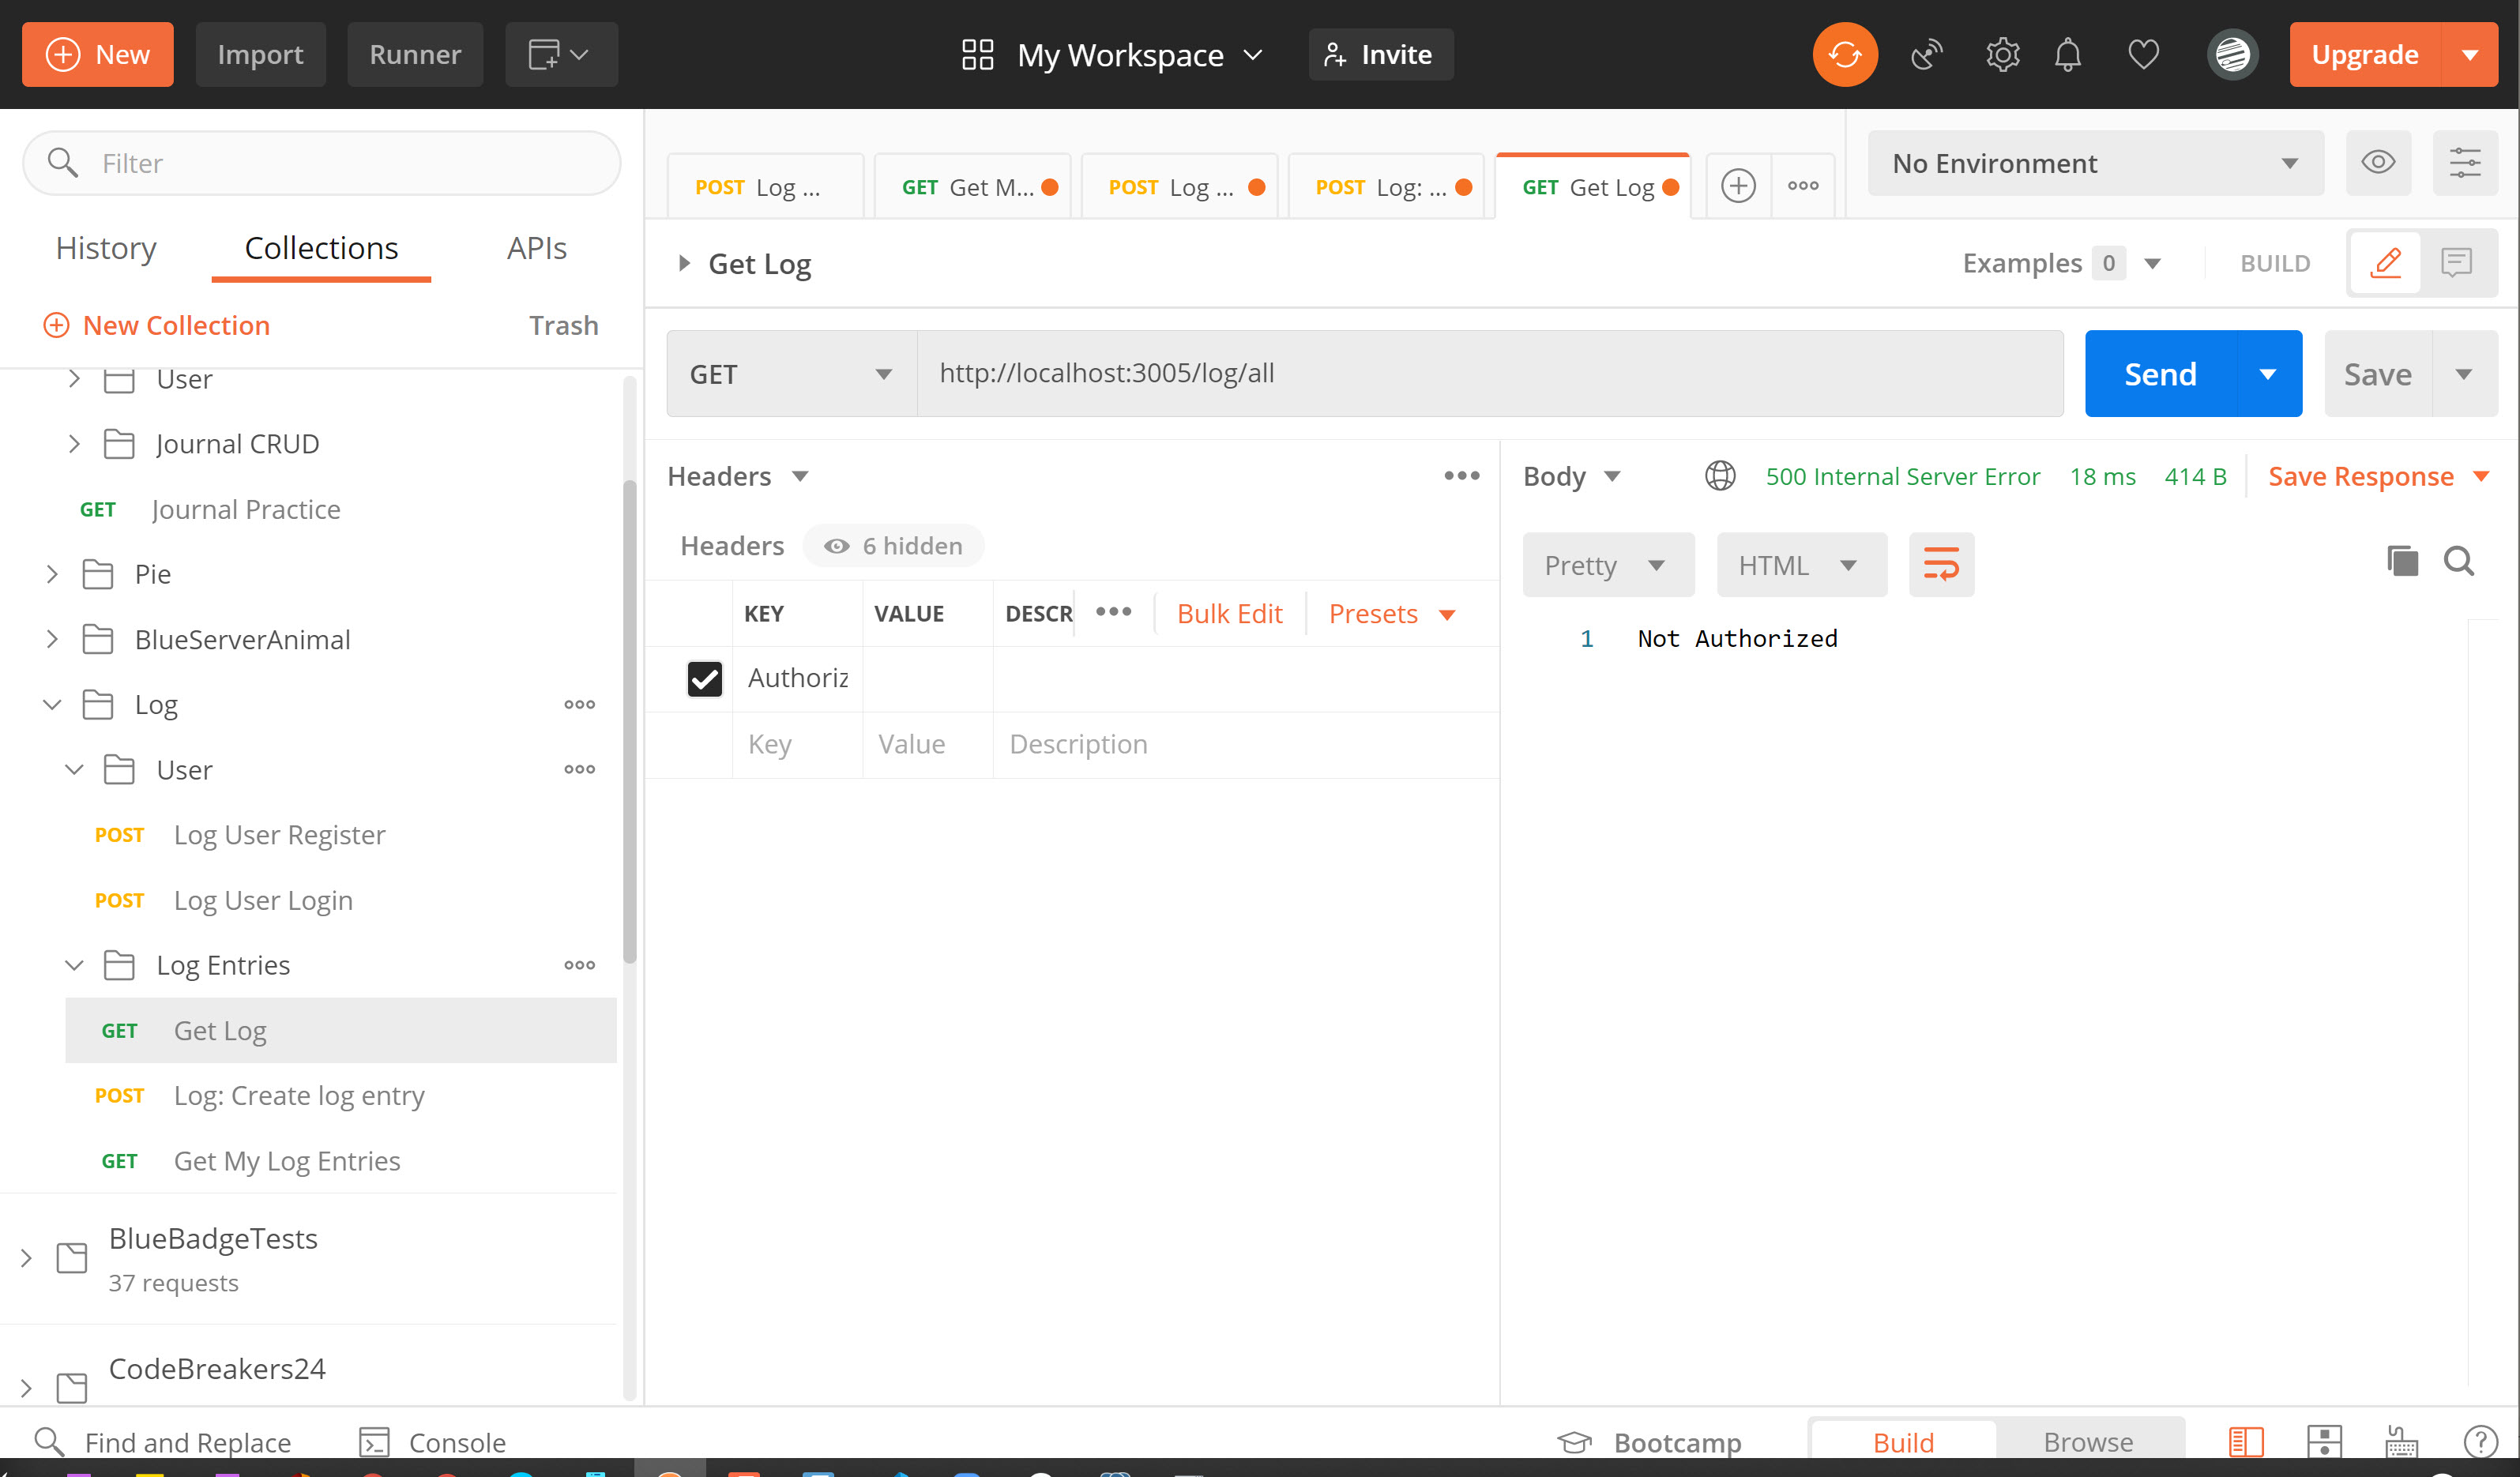 New
Import
Runner
My Workspace
Invite
Upgrade
Filter
History
Collections
APIs
New Collection
Trash
User
Journal CRUD
GET Journal Practice
Pie
BlueServerAnimal
Log
User
POST Log User Register
POST Log User Login
Log Entries
GET Get Log
POST Log: Create log entry
GET Get My Log Entries
BlueBadgeTests
37 requests
CodeBreakers24
POST Log ...
GET Get M...
POST Log ...
POST Log: ...
GET Get Log
No Environment
Get Log
Examples 0
BUILD
GET
http://localhost:3005/log/all
Send
Save
Headers
Headers
6 hidden
KEY VALUE DESCR
Bulk Edit
Presets
Authoriz
Key Value Description
Body
500 Internal Server Error 18 ms 414 B
Save Response
Pretty
HTML
1 Not Authorized
Find and Replace
Console
Bootcamp
Build
Browse